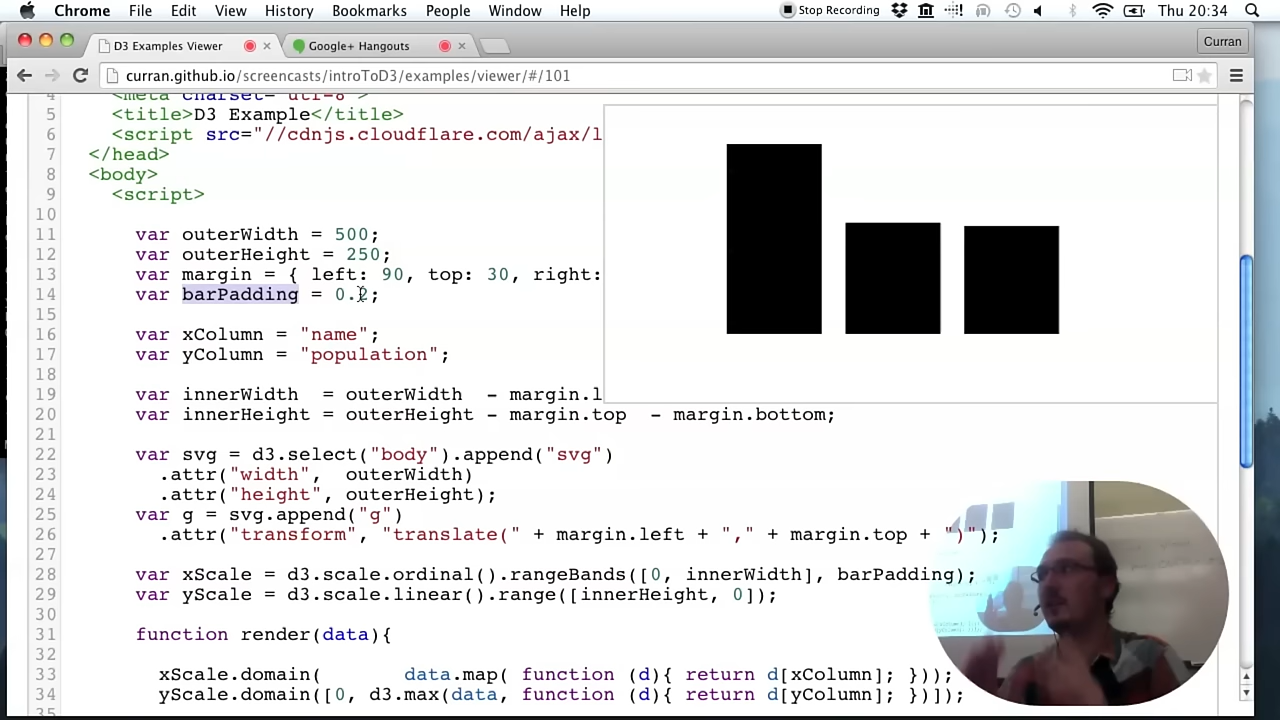 Chrome File Edit View History Bookmarks People Window Help Stop Recording Thu 20:34
D3 Examples Viewer Google+ Hangouts Curran
curran.github.io/screencasts/introToD3/examples/viewer/#/101
4 <meta charset="utf-8">
5 <title>D3 Example</title>
6 <script src="//cdnjs.cloudflare.com/ajax/l
7 </head>
8 <body>
9 <script>
10
11 var outerWidth = 500;
12 var outerHeight = 250;
13 var margin = { left: 90, top: 30, right:
14 var barPadding = 0.2;
15
16 var xColumn = "name";
17 var yColumn = "population";
18
19 var innerWidth  = outerWidth  - margin.l
20 var innerHeight = outerHeight - margin.top  - margin.bottom;
21
22 var svg = d3.select("body").append("svg")
23 .attr("width",  outerWidth)
24 .attr("height", outerHeight);
25 var g = svg.append("g")
26 .attr("transform", "translate(" + margin.left + "," + margin.top + ")");
27
28 var xScale = d3.scale.ordinal().rangeBands([0, innerWidth], barPadding);
29 var yScale = d3.scale.linear().range([innerHeight, 0]);
30
31 function render(data){
32
33 xScale.domain(       data.map( function (d){ return d[xColumn]; }));
34 yScale.domain([0, d3.max(data, function (d){ return d[yColumn]; })]);
35